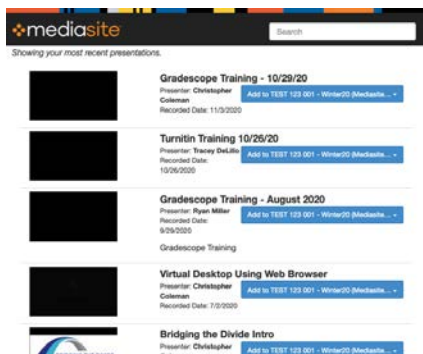 mediasite
Search
Showing your most recent presentations.
Gradescope Training - 10/29/20
Presenter: Christopher
Coleman
Recorded Date: 11/3/2020
Add to TEST 123 001 - Winter20 (Mediasite...
Turnitin Training 10/26/20
Presenter: Tracey DeLillo
Recorded Date:
10/26/2020
Add to TEST 123 001 - Winter20 (Mediasite...
Gradescope Training - August 2020
Presenter: Ryan Miller
Recorded Date:
9/29/2020
Add to TEST 123 001 - Winter20 (Mediasite...
Gradescope Training
Virtual Desktop Using Web Browser
Presenter: Christopher
Coleman
Recorded Date: 7/2/2020
Add to TEST 123 001 - Winter20 (Mediasite...
Bridging the Divide Intro
Presenter: Christopher
Add to TEST 123 001 - Winter20 (Mediasite...